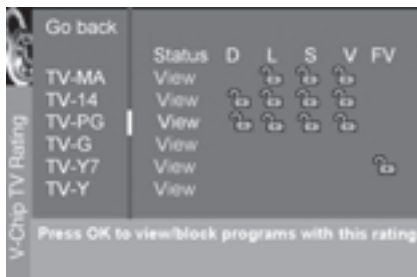 Go back
Status D L S V FV
TV-MA View
TV-14 View
TV-PG View
TV-G View
TV-Y7 View
TV-Y View
V-Chip TV Rating
Press OK to view/block programs with this rating